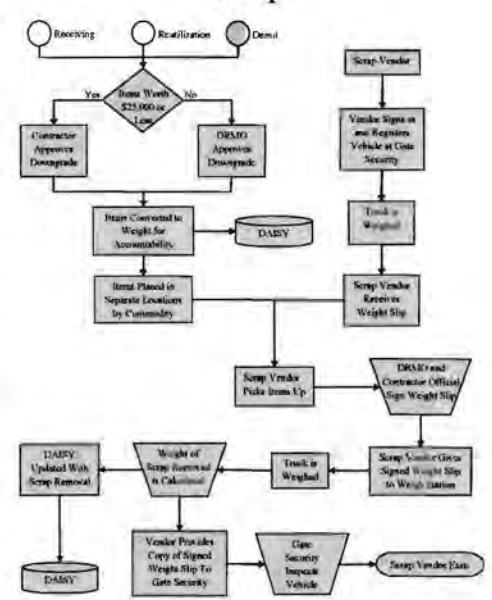 Receiving
Reutilization
Demil
Yes
Items Worth
$25,000 or
Less
No
Contractor
Approves
Downgrade
DRMO
Approves
Downgrade
Scrap Vendor
Vendor Signs in
and Registers
Vehicle at Gate
Security
Truck is
Weighed
Scrap Vendor
Receives
Weight Slip
Items Converted to
Weight for
Accountability
DAISY
Items Placed in
Separate Locations
by Commodity
Scrap Vendor
Picks Items Up
DRMO and
Contractor Official
Sign Weight Slip
Scrap Vendor Gives
Signed Weight Slip
to Weigh Station
Truck is
Weighed
Weight of
Scrap Removal
is Calculated
DAISY
Updated With
Scrap Removal
DAISY
Vendor Provides
Copy of Signed
Weight Slip To
Gate Security
Gate
Security
Inspects
Vehicle
Scrap Vendor Exits